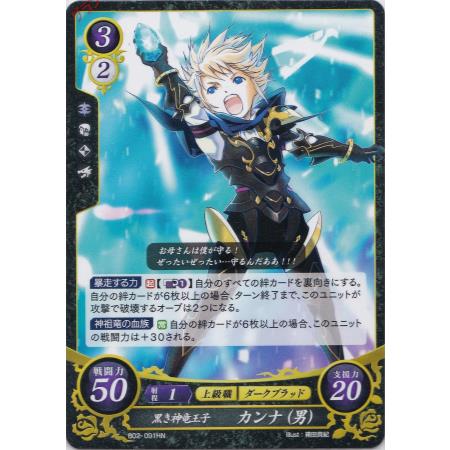 3
2
お母さんは僕が守る！
ぜったいぜったい…守るんだあぁ！！！
暴走する力 起【1】自分のすべての絆カードを裏向きにする。
自分の絆カードが6枚以上の場合、ターン終了まで、このユニットが
攻撃で破壊するオーブは2つになる。
神祖竜の血族 常 自分の絆カードが6枚以上の場合、このユニット
の戦闘力は＋30される。
戦闘力
50
射程 1
上級職
ダークブラッド
支援力
20
黒き神竜王子 カンナ(男)
B02-091HN